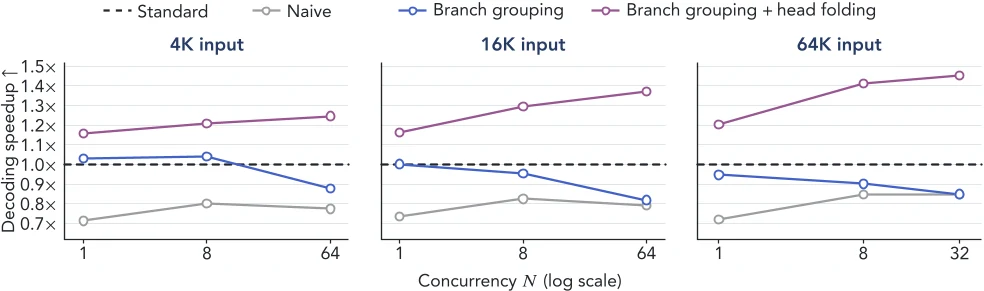 Standard Naive Branch grouping Branch grouping + head folding
4K input 16K input 64K input
Decoding speedup ↑
1.5×
1.4×
1.3×
1.2×
1.1×
1.0×
0.9×
0.8×
0.7×
1 8 64 1 8 64 1 8 32
Concurrency N (log scale)